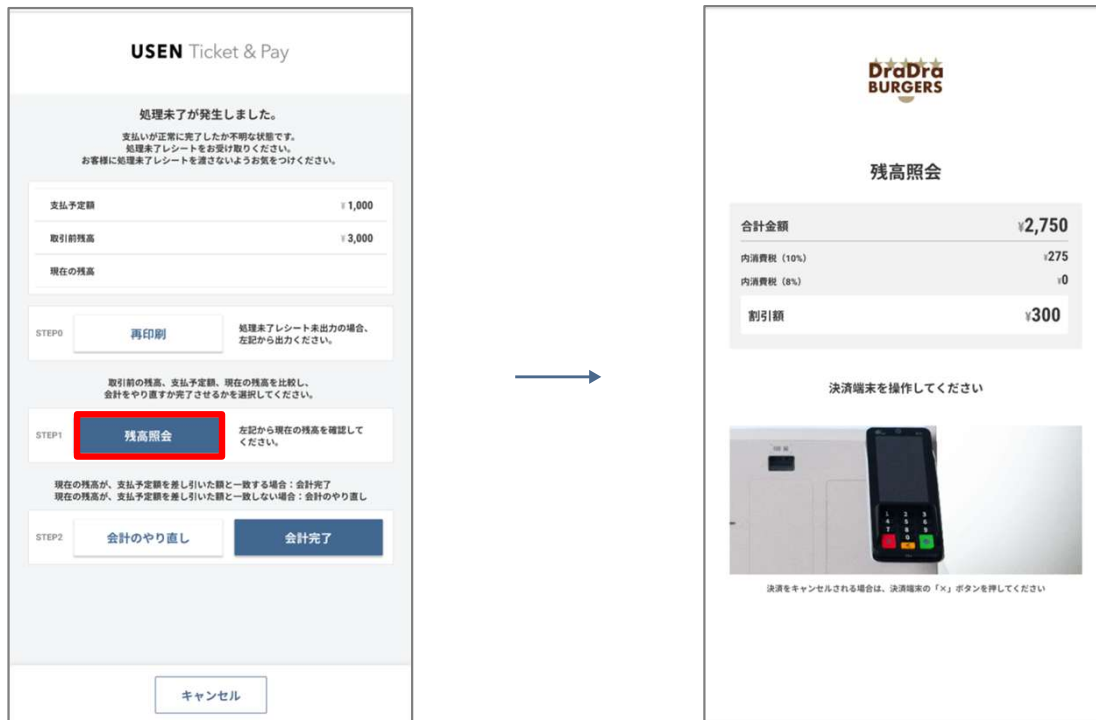 USEN Ticket & Pay
処理未了が発生しました。
支払いが正常に完了したか不明な状態です。
処理未了レシートをお受け取りください。
お客様に処理未了レシートを渡さないようお気をつけください。
支払予定額 ¥ 1,000
取引前残高 ¥ 3,000
現在の残高
STEP0 再印刷 処理未了レシート未出力の場合、
左記から出力ください。
取引前の残高、支払予定額、現在の残高を比較し、
会計をやり直すか完了させるかを選択してください。
STEP1 残高照会 左記から現在の残高を確認して
ください。
現在の残高が、支払予定額を差し引いた額と一致する場合：会計完了
現在の残高が、支払予定額を差し引いた額と一致しない場合：会計のやり直し
STEP2 会計のやり直し 会計完了
キャンセル
DraDra
BURGERS
残高照会
合計金額 ¥2,750
内消費税（10%） ¥275
内消費税（8%） ¥0
割引額 ¥300
決済端末を操作してください
1 2 3
4 5 6
7 8 9
0
決済をキャンセルされる場合は、決済端末の「×」ボタンを押してください